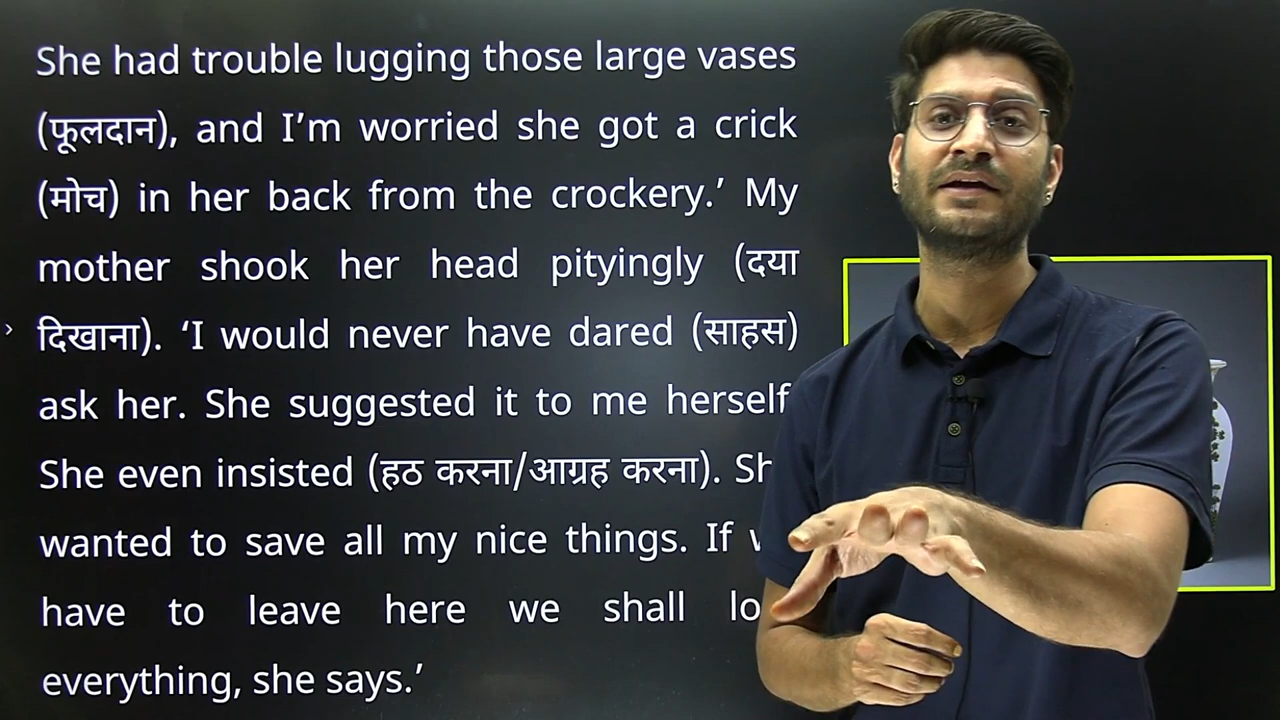 She had trouble lugging those large vases
(फूलदान), and I’m worried she got a crick
(मोच) in her back from the crockery.’ My
mother shook her head pityingly (दया
दिखाना). ‘I would never have dared (साहस)
ask her. She suggested it to me herself
She even insisted (हठ करना/आग्रह करना).
wanted to save all my nice things. If
have to leave here we shall
everything, she says.’